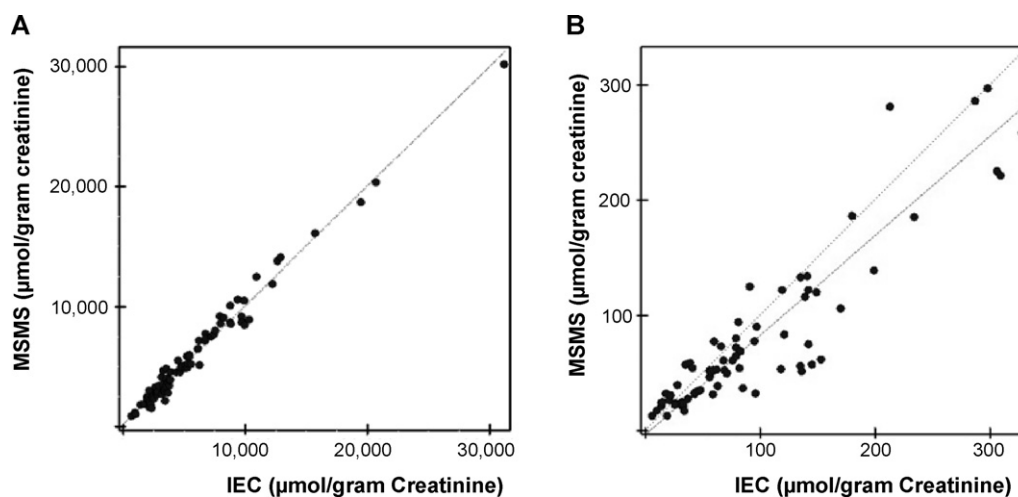 A
B
MSMS (µmol/gram creatinine)
30,000
20,000
10,000
10,000
20,000
30,000
IEC (µmol/gram Creatinine)
MSMS (µmol/gram creatinine)
300
200
100
100
200
300
IEC (µmol/gram Creatinine)